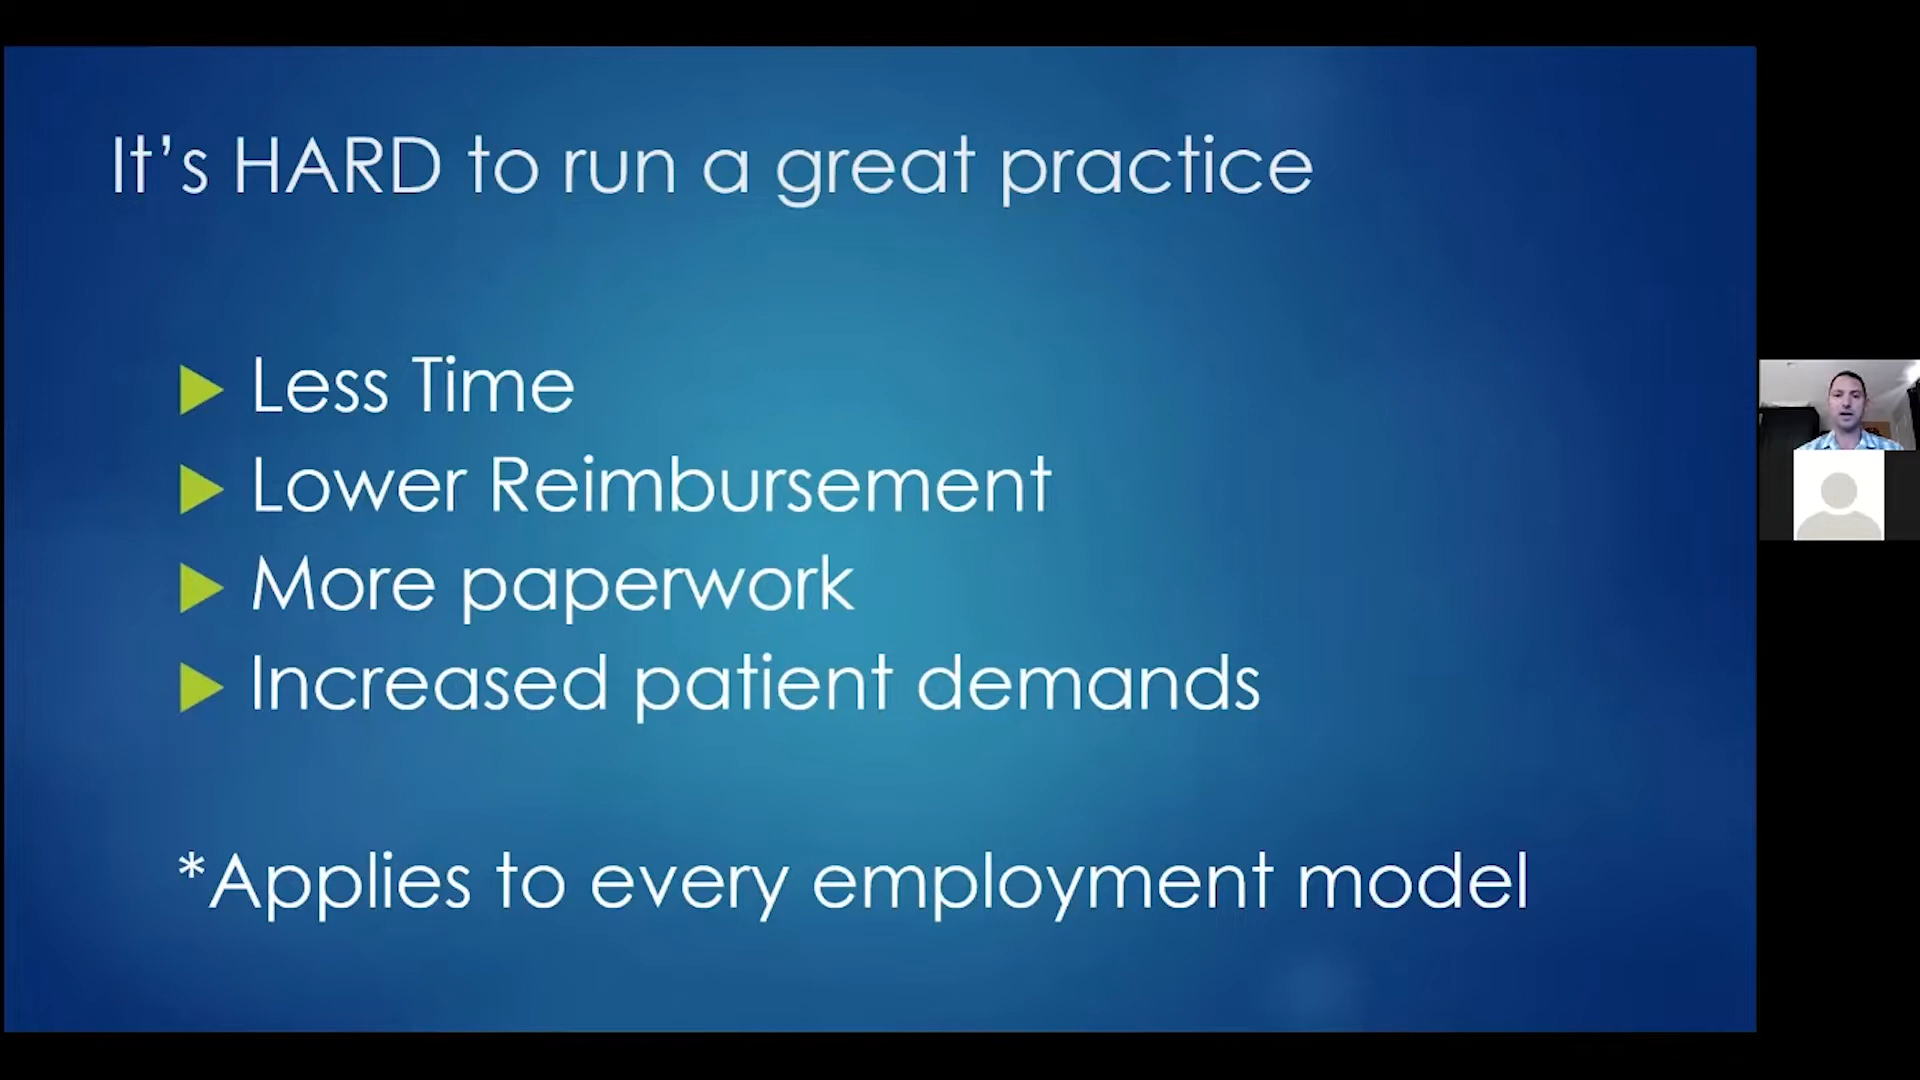 It’s HARD to run a great practice
Less Time
Lower Reimbursement
More paperwork
Increased patient demands
*Applies to every employment model